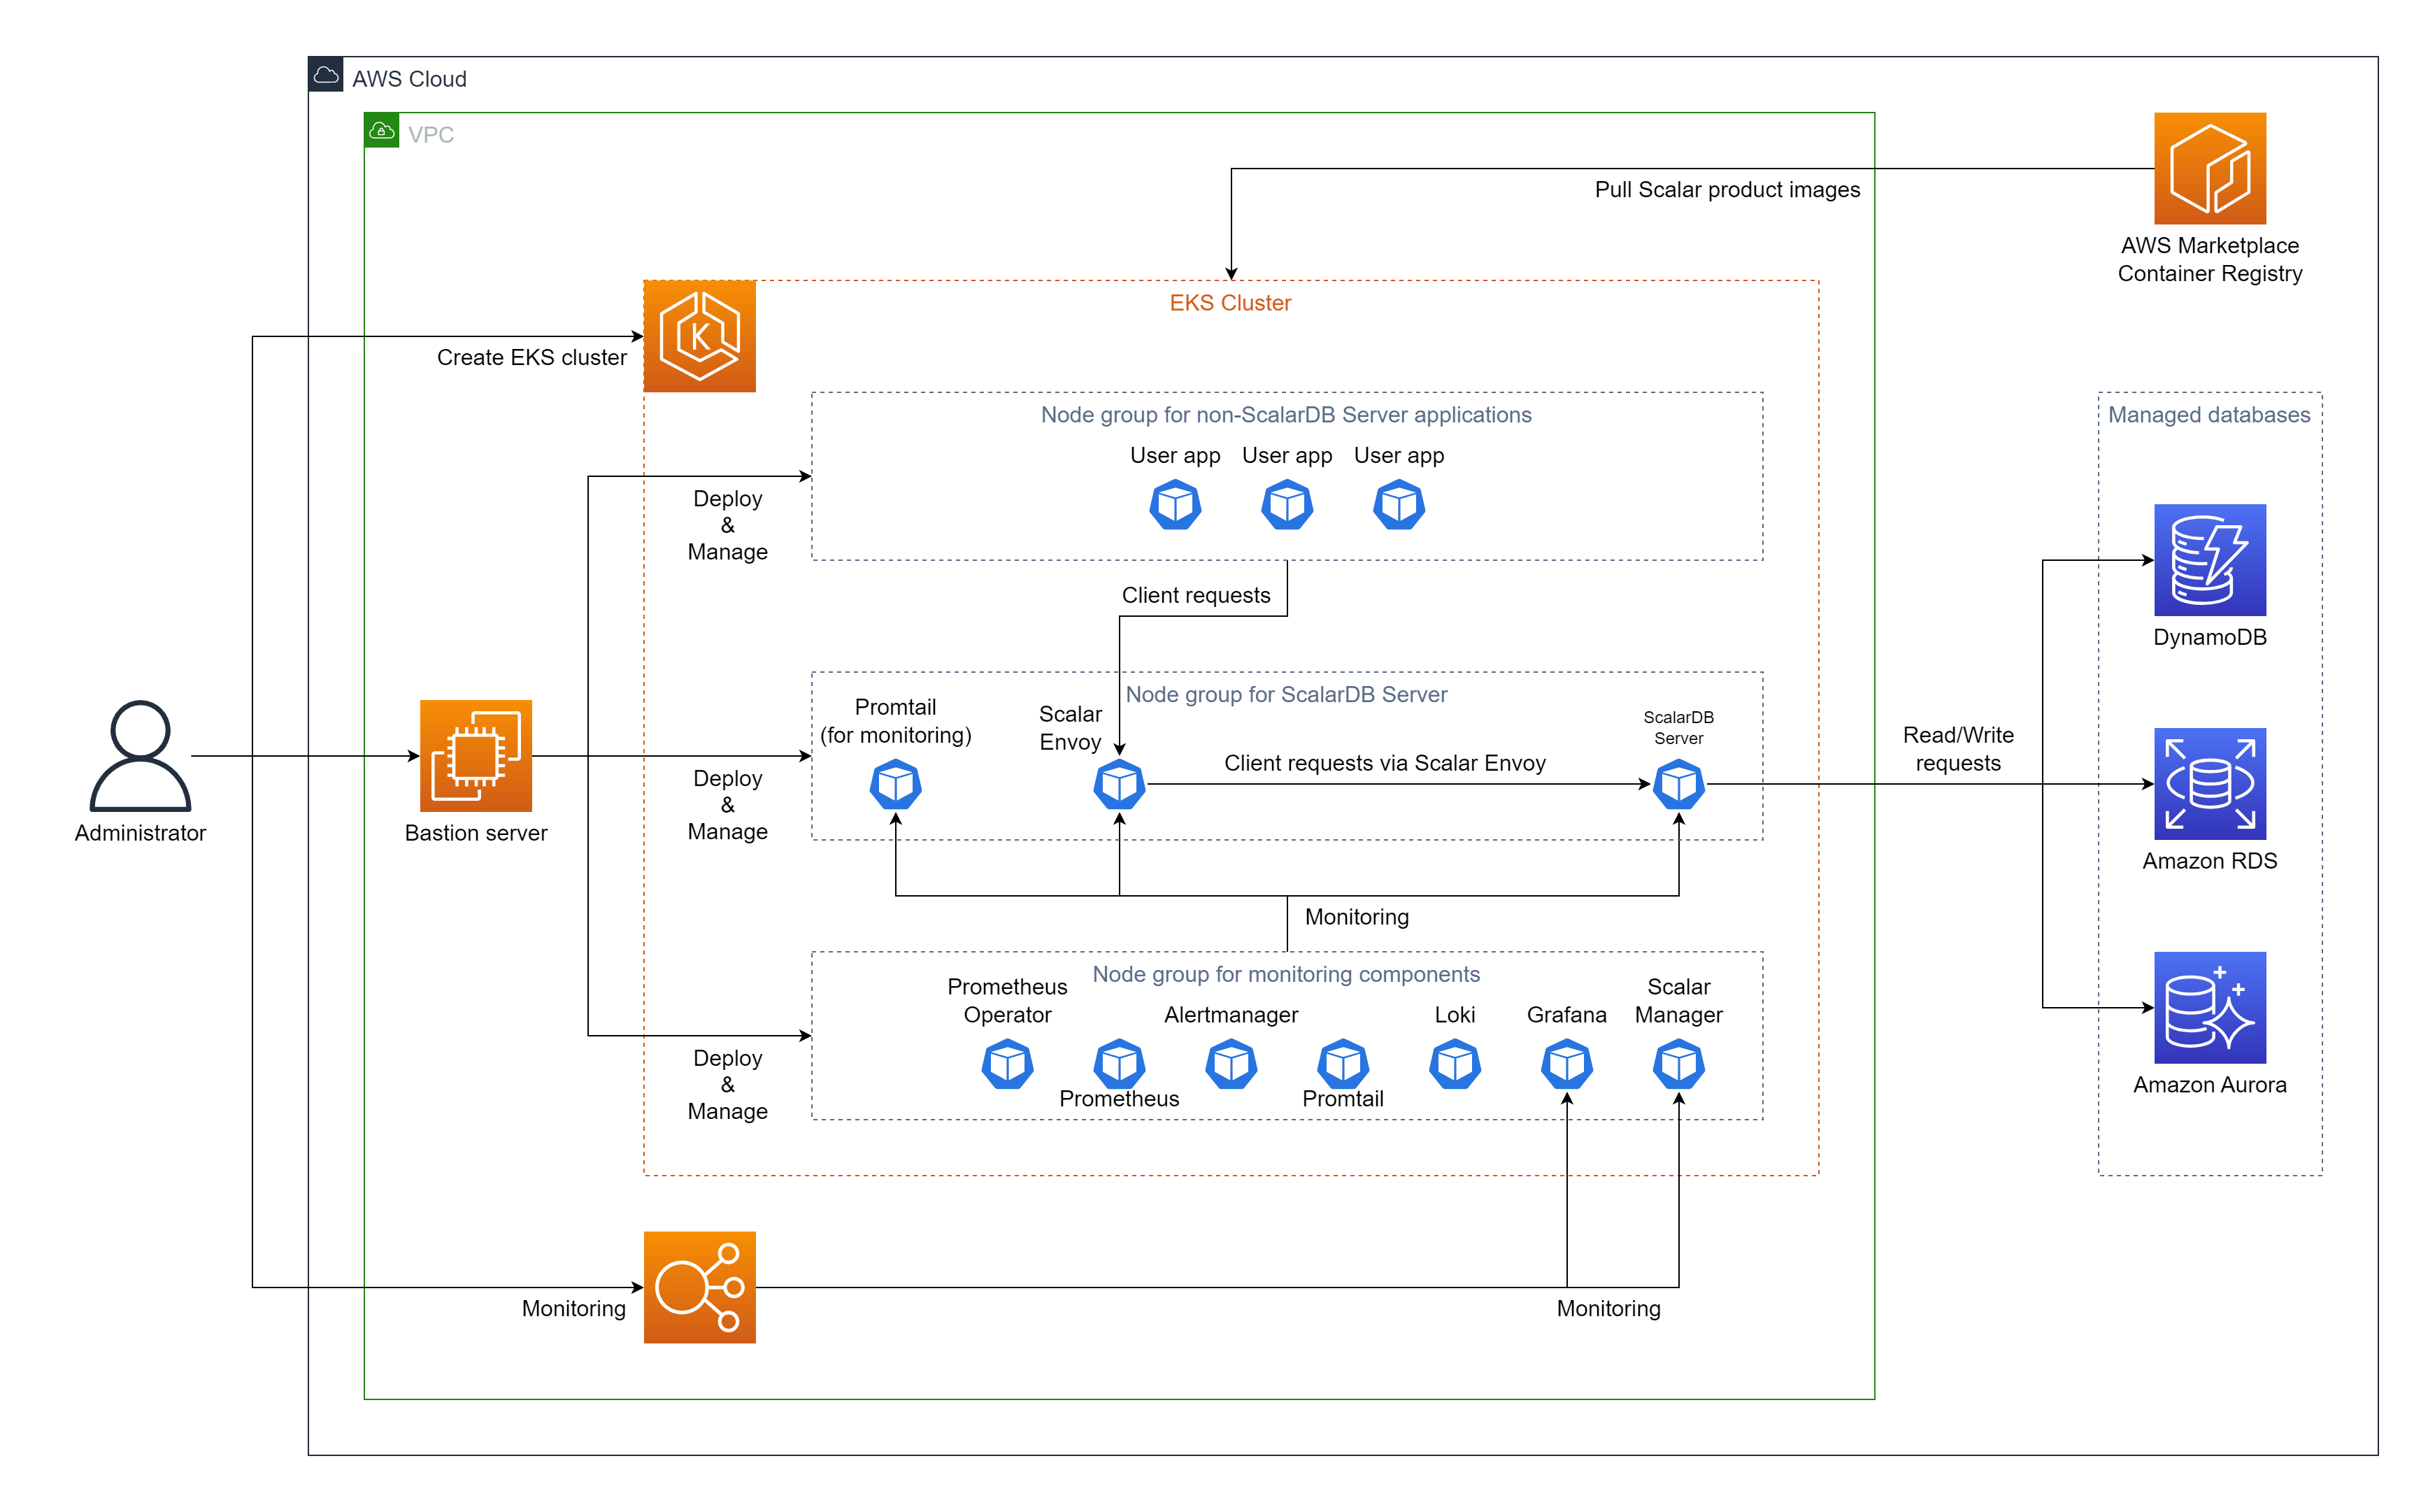 AWS Cloud
VPC
Pull Scalar product images
AWS Marketplace
Container Registry
EKS Cluster
K
Create EKS cluster
Node group for non-ScalarDB Server applications
Managed databases
User app
User app
User app
Deploy
&
Manage
Client requests
DynamoDB
Node group for ScalarDB Server
Promtail
(for monitoring)
Scalar
Envoy
ScalarDB
Server
Client requests via Scalar Envoy
Read/Write
requests
Deploy
&
Manage
Administrator
Bastion server
Amazon RDS
Monitoring
Node group for monitoring components
Prometheus
Operator
Alertmanager
Loki
Grafana
Scalar
Manager
Prometheus
Promtail
Deploy
&
Manage
Amazon Aurora
Monitoring
Monitoring